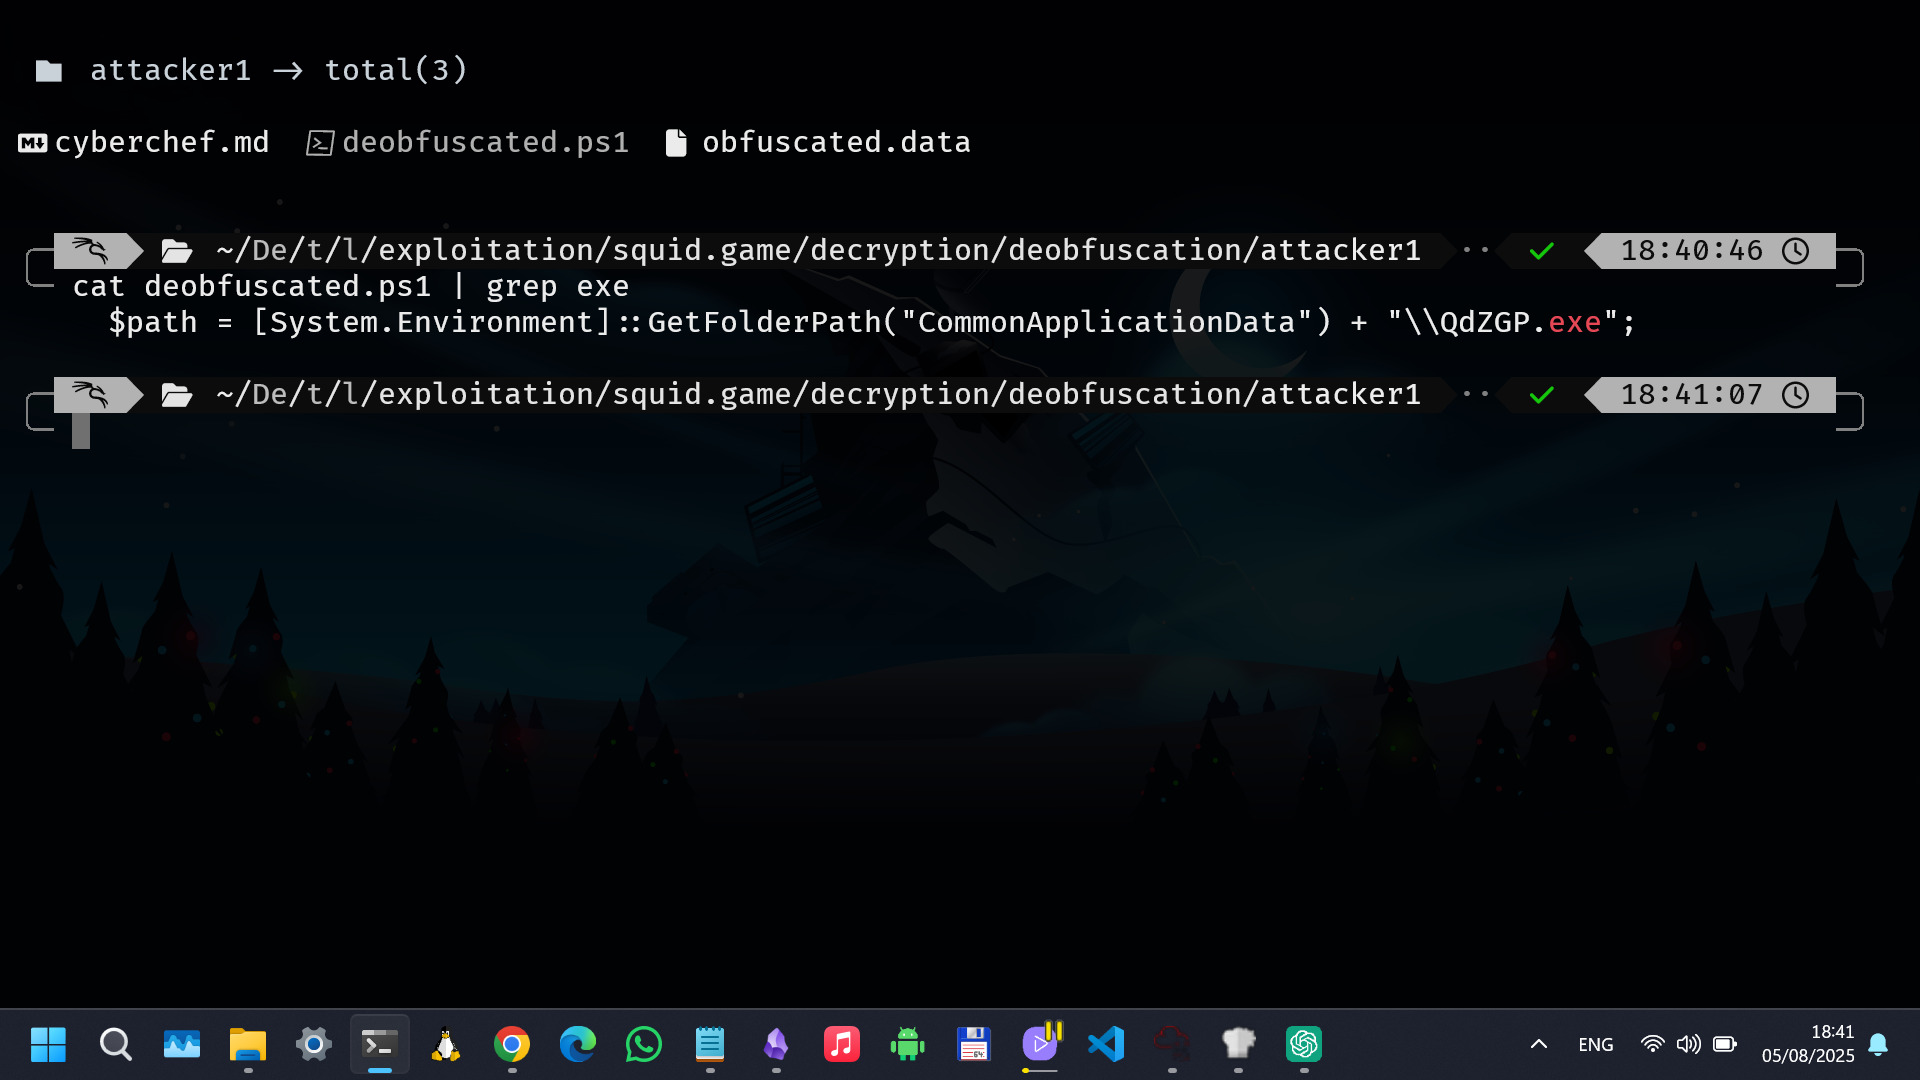 attacker1 → total(3)
cyberchef.md deobfuscated.ps1 obfuscated.data
~/De/t/l/exploitation/squid.game/decryption/deobfuscation/attacker1 ·· ✓ 18:40:46
cat deobfuscated.ps1 | grep exe
$path = [System.Environment]::GetFolderPath("CommonApplicationData") + "\\QdZGP.exe";
~/De/t/l/exploitation/squid.game/decryption/deobfuscation/attacker1 ·· ✓ 18:41:07
ENG
18:41
05/08/2025